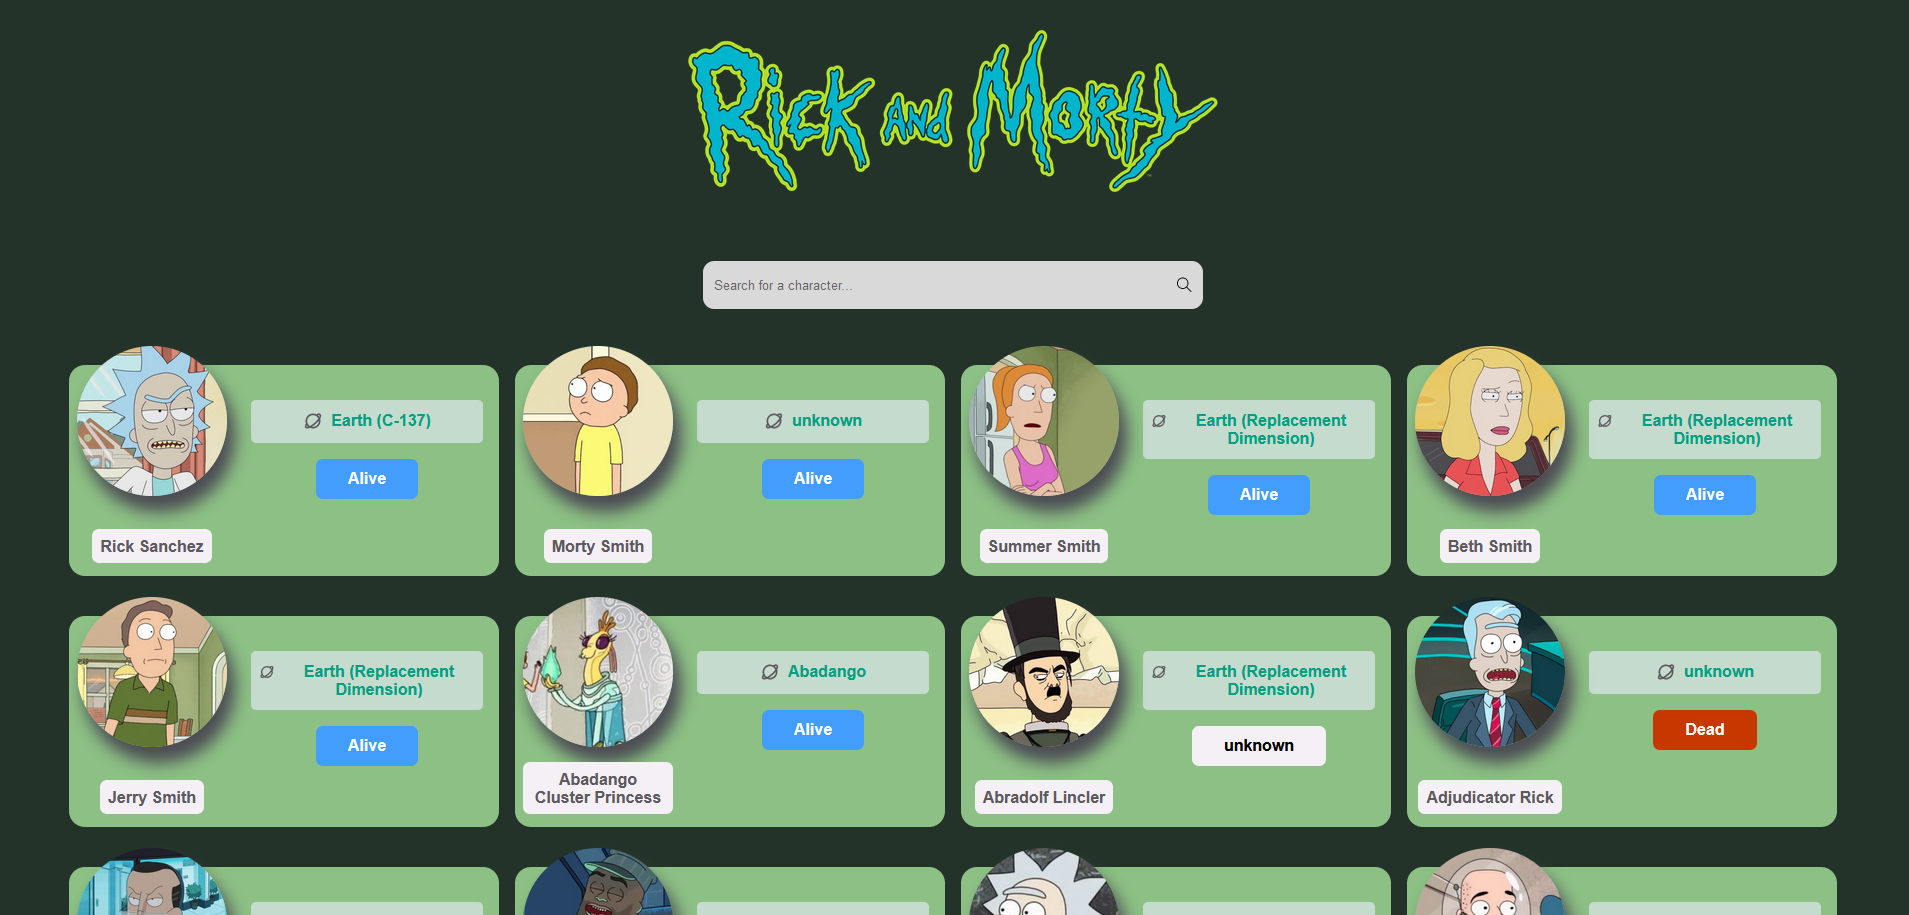 Rick and Morty
Search for a character...
Earth (C-137)
Alive
Rick Sanchez
unknown
Alive
Morty Smith
Earth (Replacement
Dimension)
Alive
Summer Smith
Earth (Replacement
Dimension)
Alive
Beth Smith
Earth (Replacement
Dimension)
Alive
Jerry Smith
Abadango
Alive
Abadango
Cluster Princess
Earth (Replacement
Dimension)
unknown
Abradolf Lincler
unknown
Dead
Adjudicator Rick